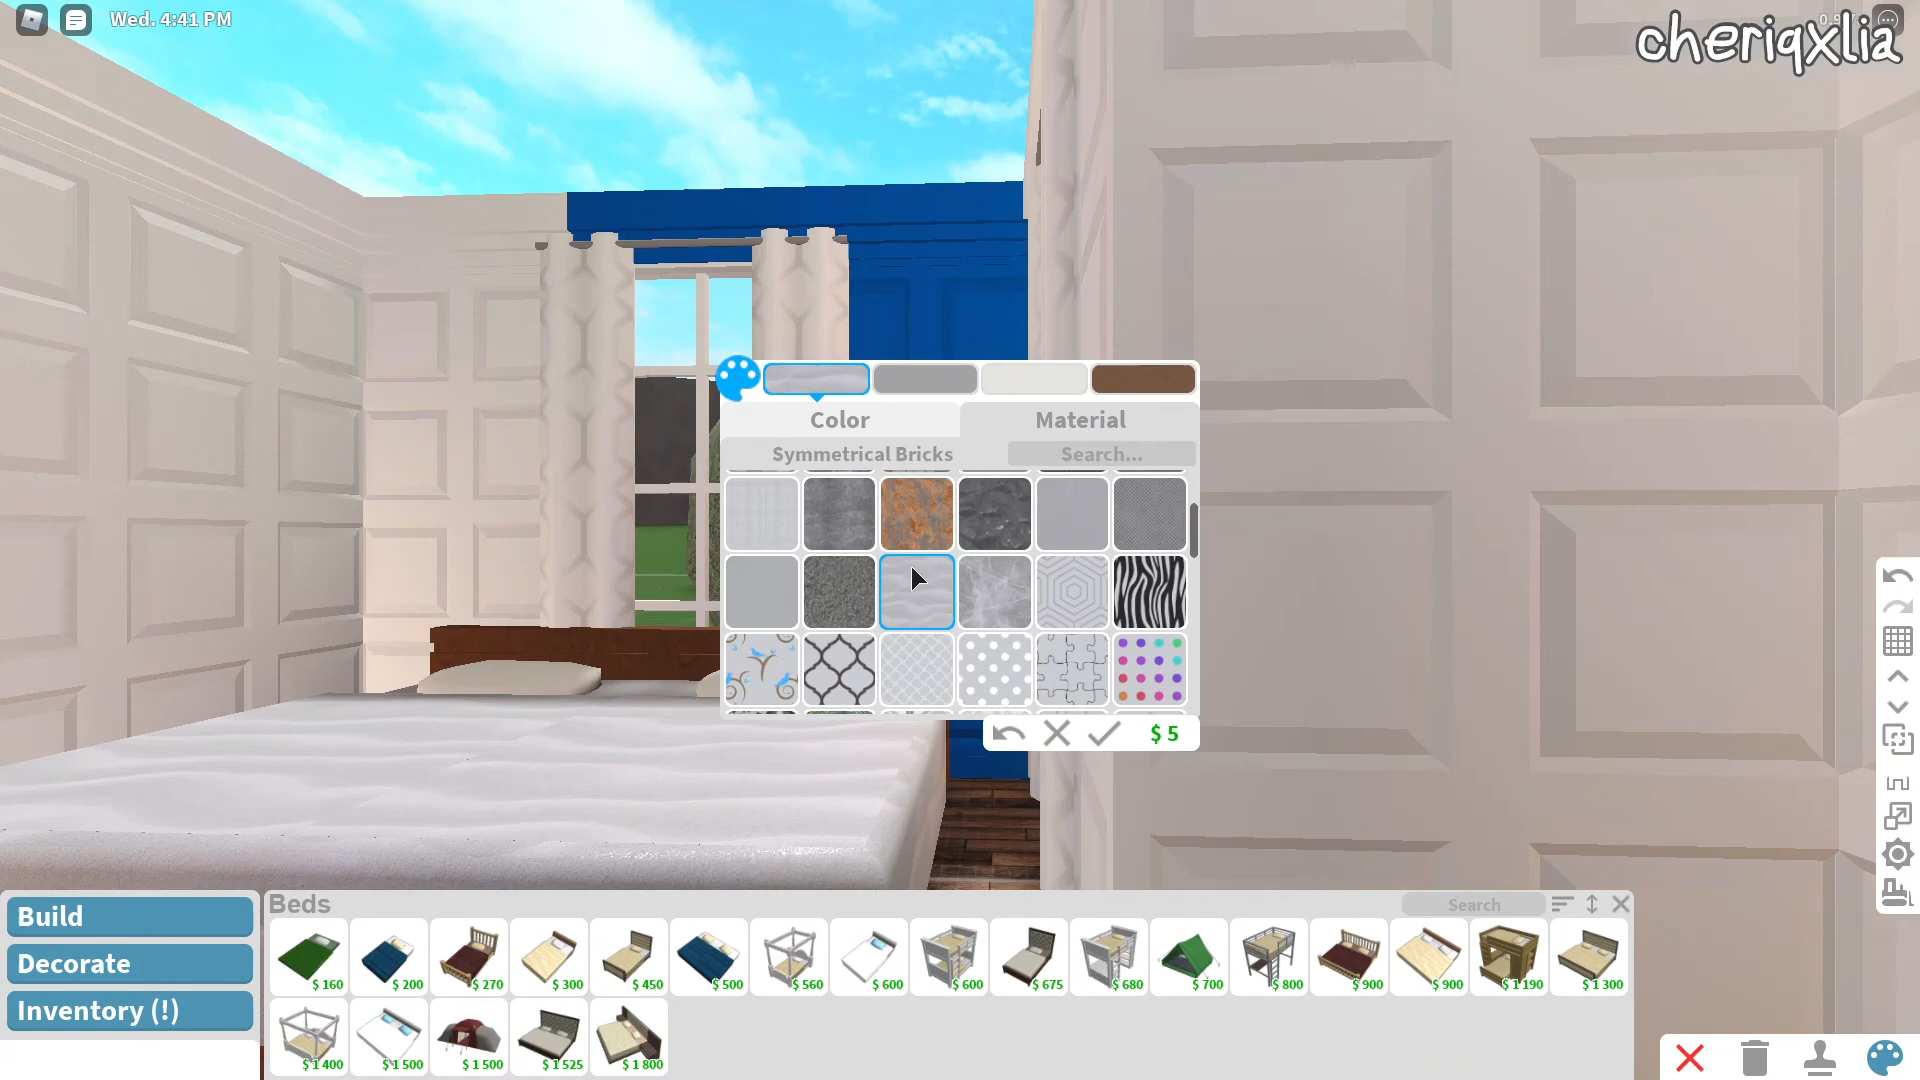 Wed. 4:41 PM
cheriqxlia
Color
Material
Symmetrical Bricks
Search...
$ 5
Build
Decorate
Inventory (!)
Beds
Search
$ 160
$ 200
$ 270
$ 300
$ 450
$ 500
$ 560
$ 600
$ 600
$ 675
$ 680
$ 700
$ 800
$ 900
$ 900
$ 1 190
$ 1 300
$ 1 400
$ 1 500
$ 1 500
$ 1 525
$ 1 800